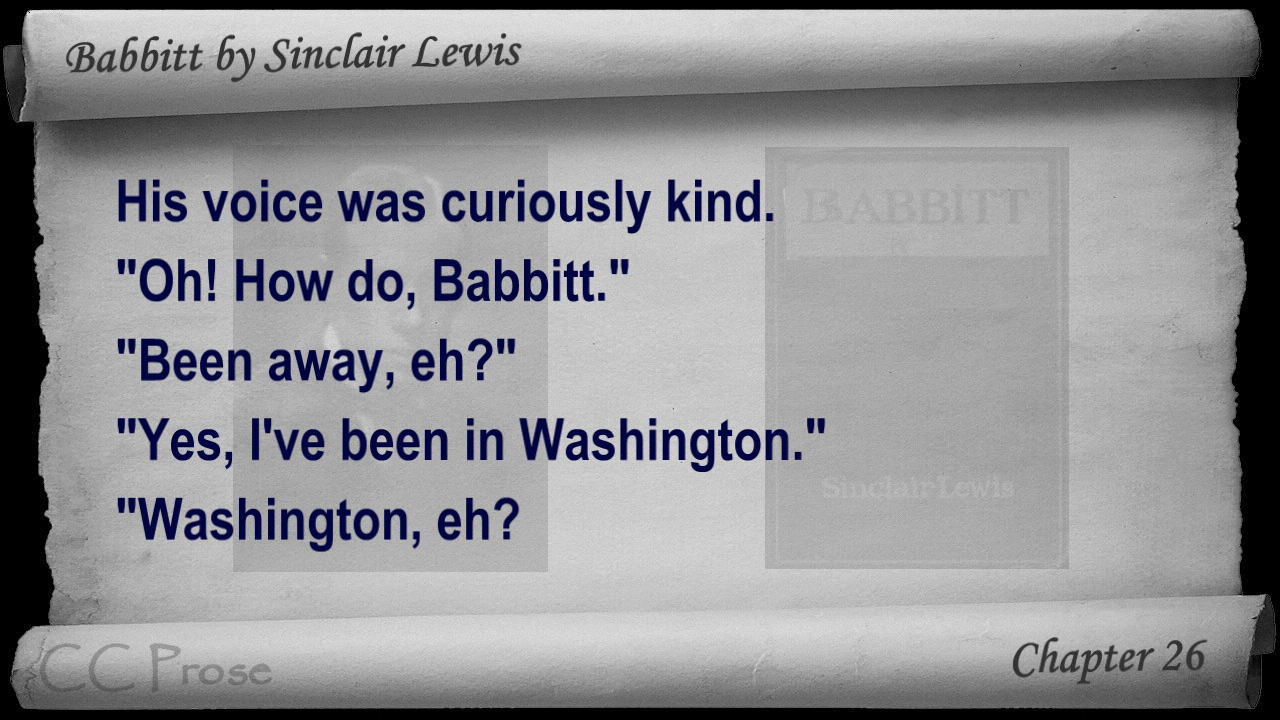 Babbitt by Sinclair Lewis
BABBITT
His voice was curiously kind.
"Oh! How do, Babbitt."
"Been away, eh?"
"Yes, I've been in Washington."
"Washington, eh?
Sinclair Lewis
CC Prose
Chapter 26